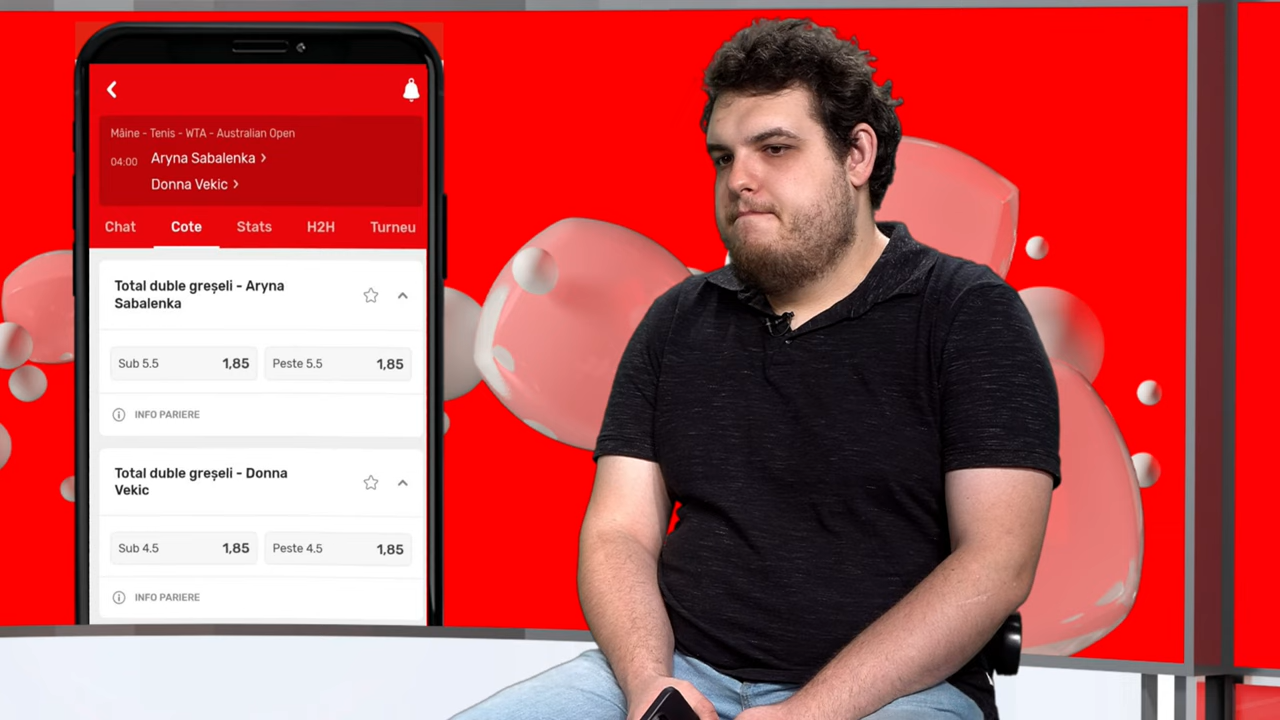 Mâine - Tenis - WTA - Australian Open
04:00 Aryna Sabalenka
Donna Vekic
Chat Cote Stats H2H Turneu
Total duble greșeli - Aryna
Sabalenka
Sub 5.5 1,85 Peste 5.5 1,85
INFO PARIERE
Total duble greșeli - Donna
Vekic
Sub 4.5 1,85 Peste 4.5 1,85
INFO PARIERE